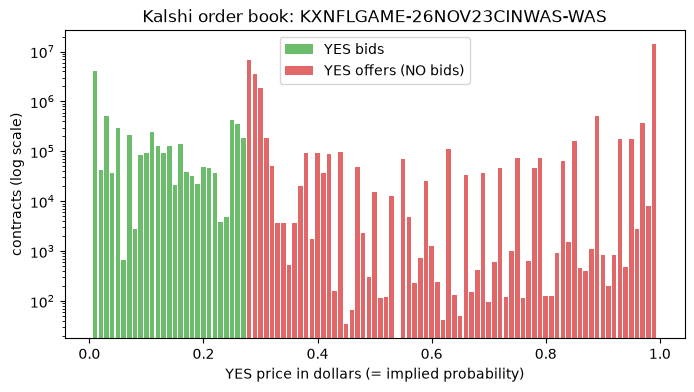 Kalshi order book: KXNFLGAME-26NOV23CINWAS-WAS
YES bids
YES offers (NO bids)
contracts (log scale)
10⁷
10⁶
10⁵
10⁴
10³
10²
0.0 0.2 0.4 0.6 0.8 1.0
YES price in dollars (= implied probability)